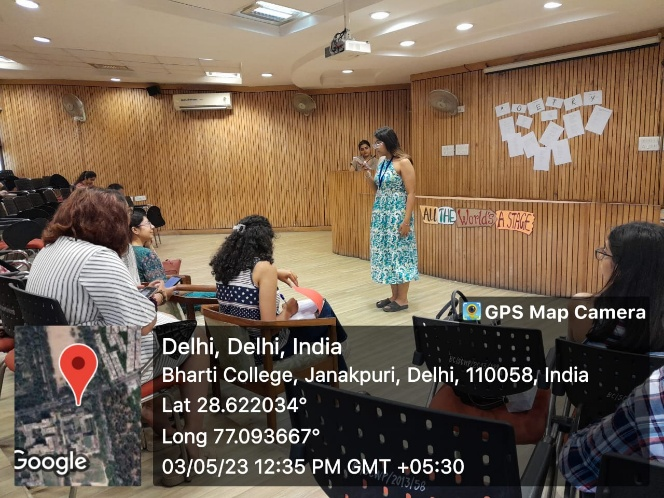 POETRY
ALL THE WORLD'S A STAGE
GPS Map Camera
Delhi, Delhi, India
Bharti College, Janakpuri, Delhi, 110058, India
Lat 28.622034°
Long 77.093667°
03/05/23 12:35 PM GMT +05:30
Google